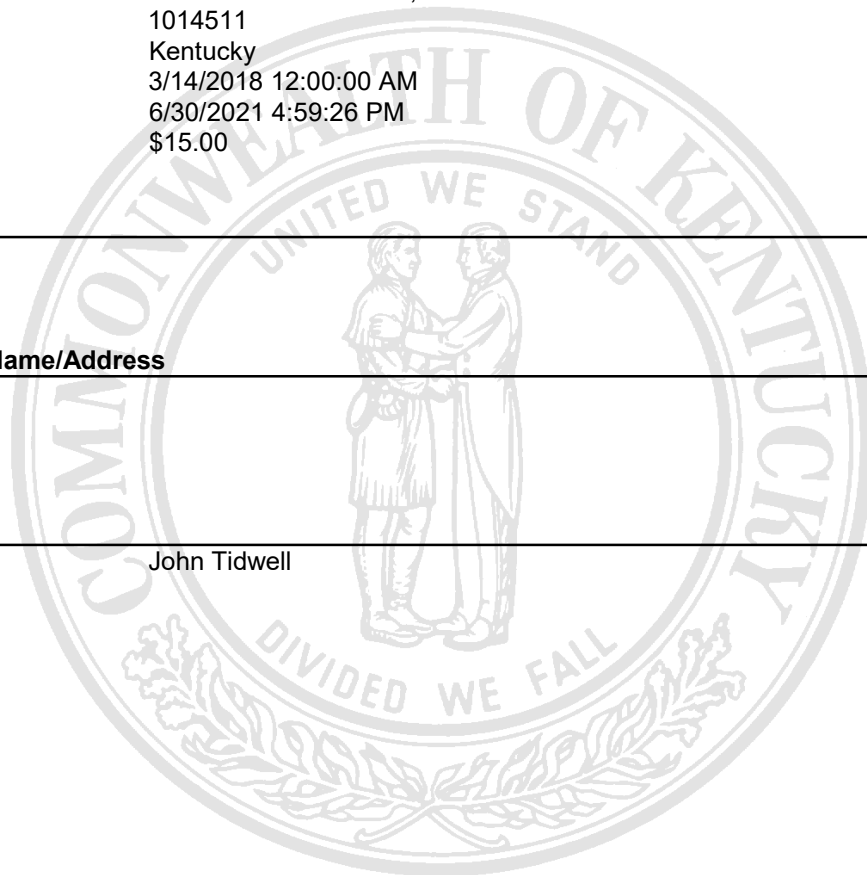 1014511
Kentucky
3/14/2018 12:00:00 AM
6/30/2021 4:59:26 PM
$15.00
COMMONWEALTH OF KENTUCKY
UNITED WE STAND
Name/Address
John Tidwell
DIVIDED WE FALL